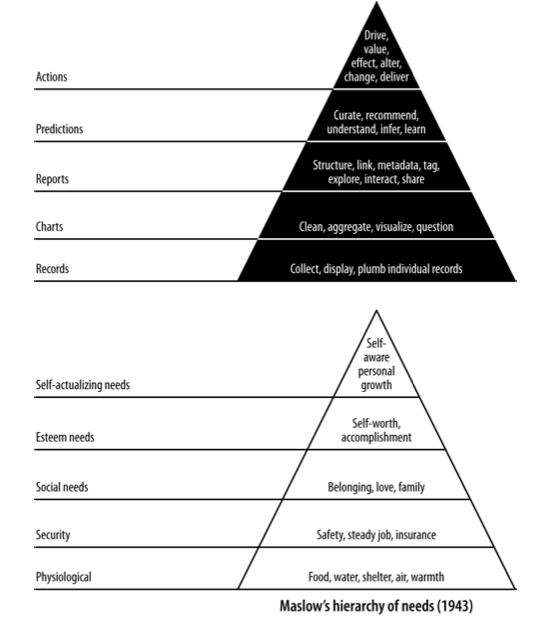 Drive,
value,
effect, alter,
change, deliver
Actions
Curate, recommend,
understand, infer, learn
Predictions
Structure, link, metadata, tag,
explore, interact, share
Reports
Charts
Clean, aggregate, visualize, question
Records
Collect, display, plumb individual records
Self-
aware
personal
growth
Self-actualizing needs
Self-worth,
accomplishment
Esteem needs
Social needs
Belonging, love, family
Security
Safety, steady job, insurance
Physiological
Food, water, shelter, air, warmth
Maslow's hierarchy of needs (1943)